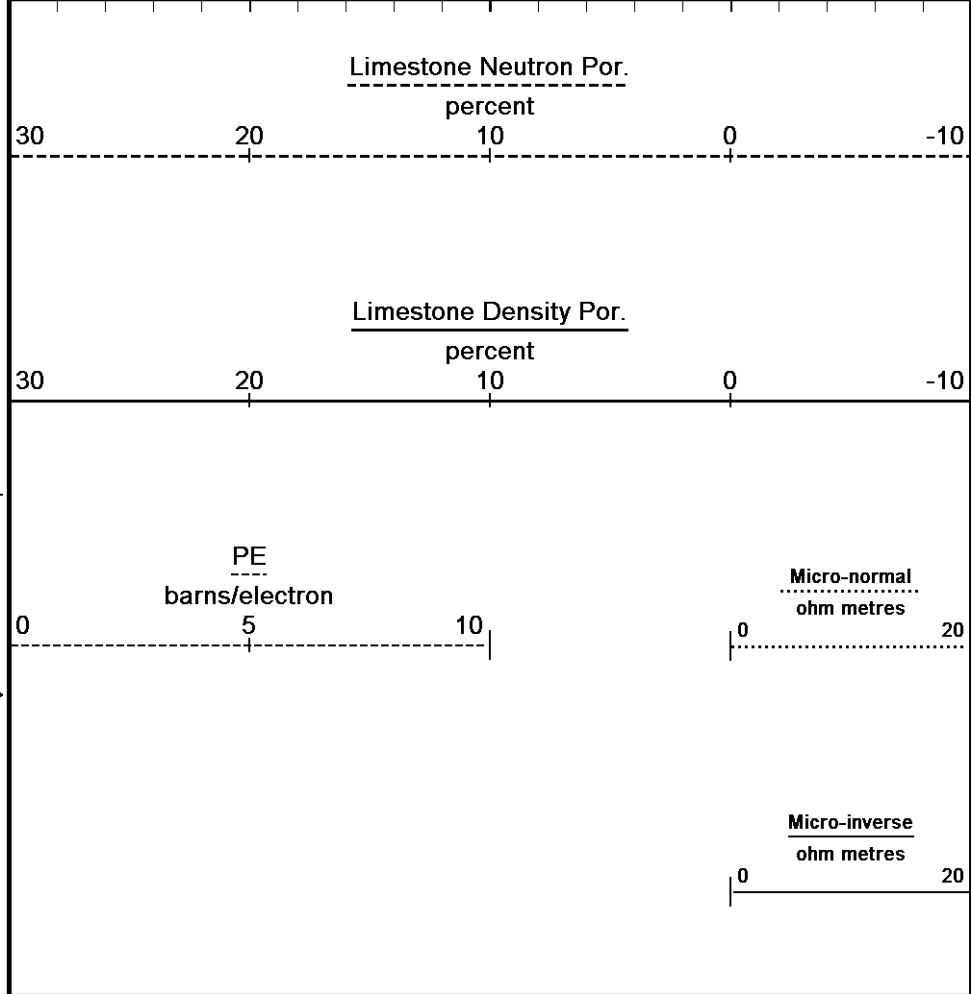 Limestone Neutron Por.
percent
30 20 10 0 -10
Limestone Density Por.
percent
30 20 10 0 -10
PE
barns/electron
0 5 10
Micro-normal
ohm metres
0 20
Micro-inverse
ohm metres
0 20